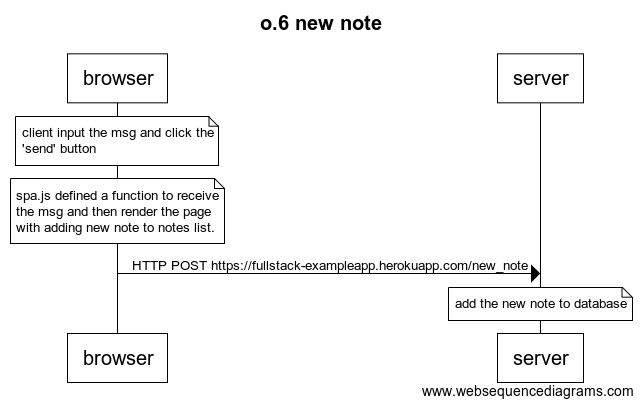 o.6 new note
browser
server
client input the msg and click the
'send' button
spa.js defined a function to receive
the msg and then render the page
with adding new note to notes list.
HTTP POST https://fullstack-exampleapp.herokuapp.com/new_note
add the new note to database
browser
server
www.websequencediagrams.com